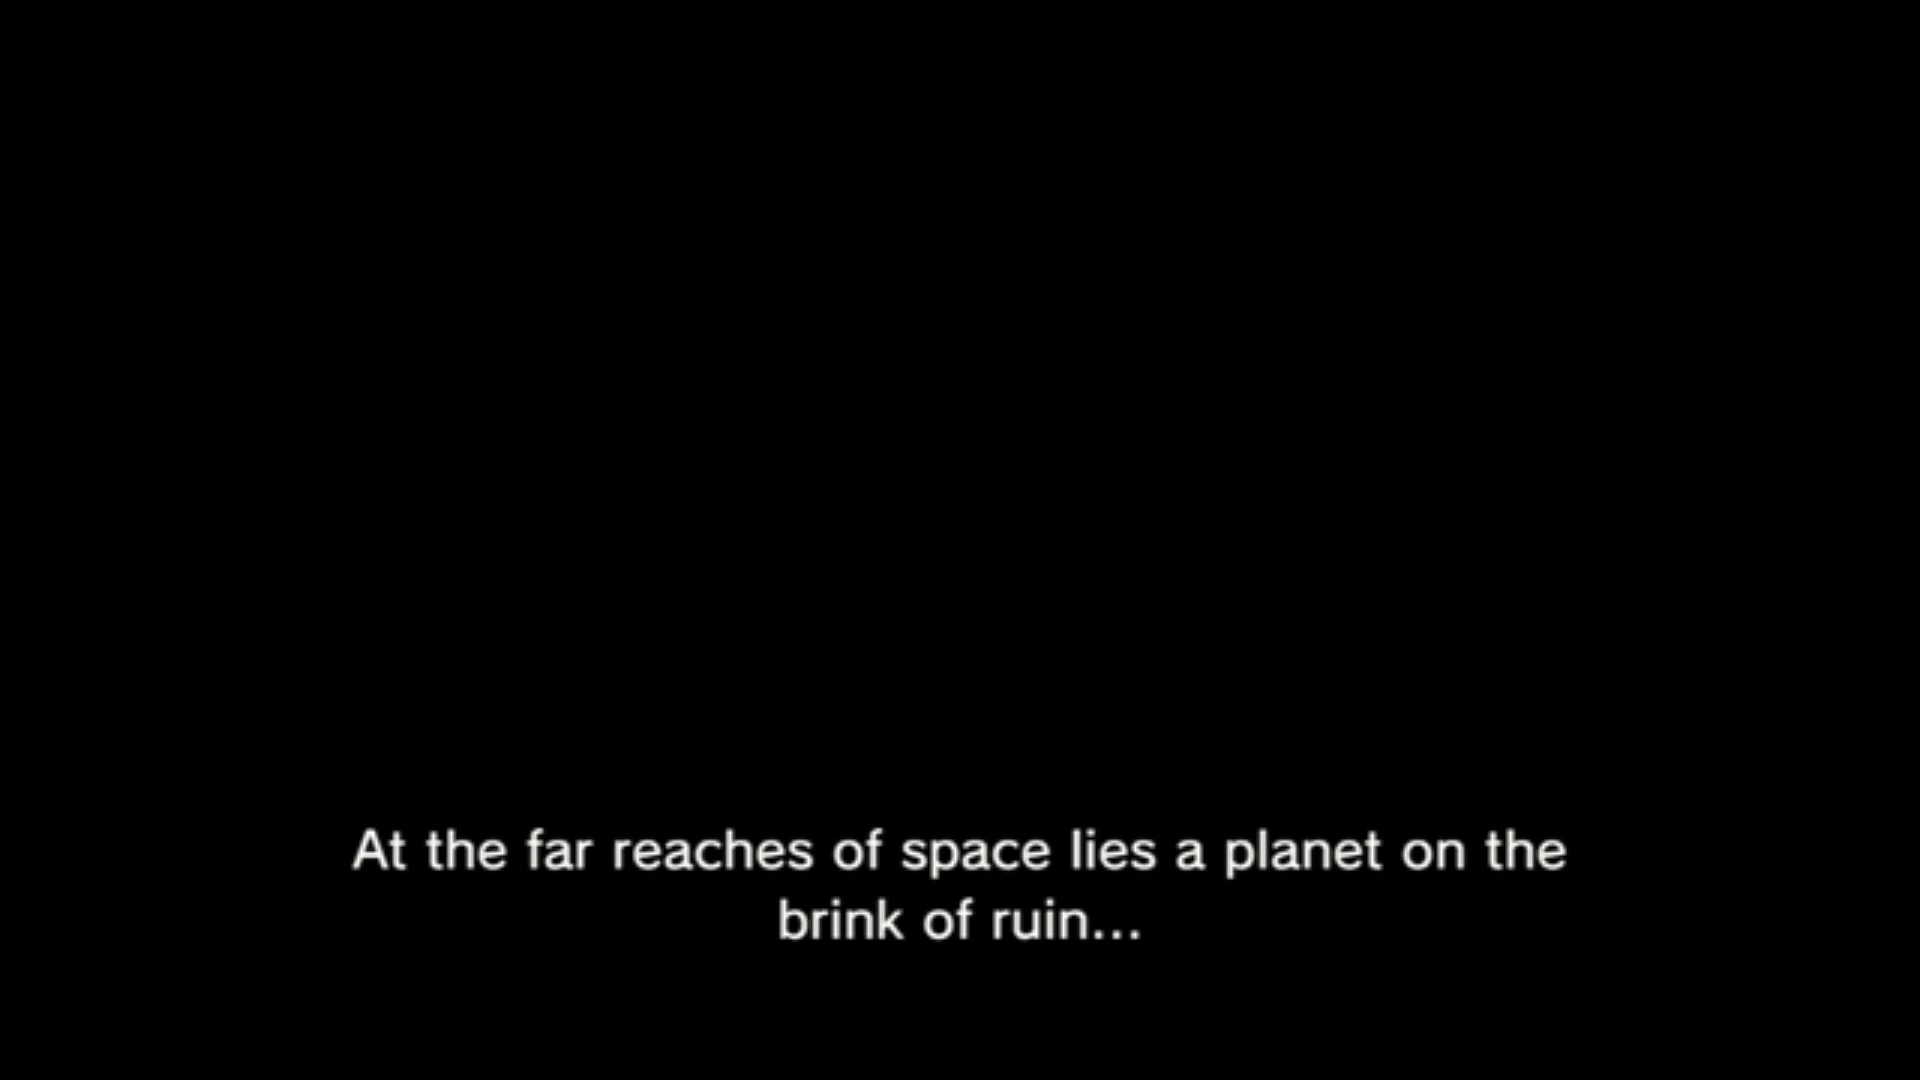 At the far reaches of space lies a planet on the
brink of ruin...